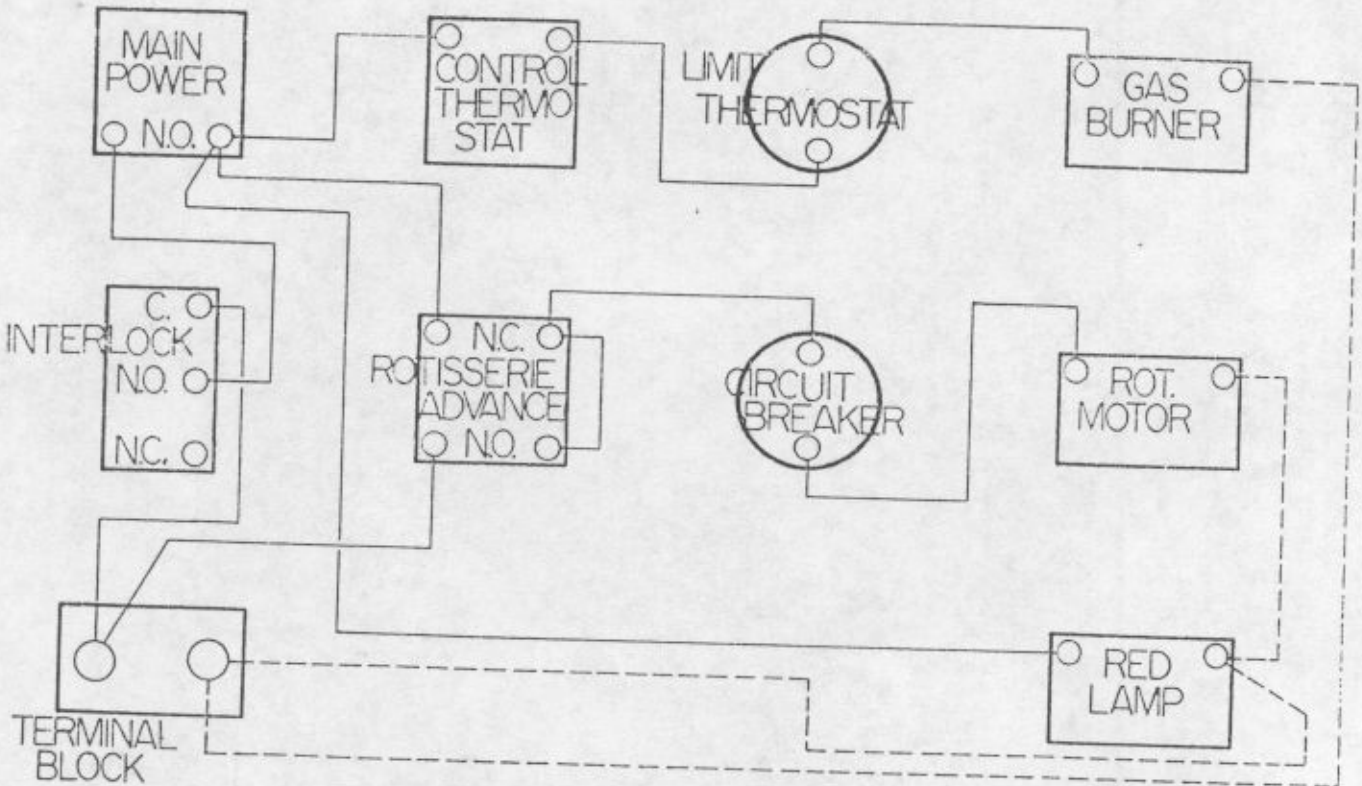 MAIN
POWER
N.O.
CONTROL
THERMO
STAT
LIMIT
THERMOSTAT
GAS
BURNER
C.
INTERLOCK
N.O.
N.C.
N.C.
ROTISSERIE
ADVANCE
N.O.
CIRCUIT
BREAKER
ROT.
MOTOR
TERMINAL
BLOCK
RED
LAMP